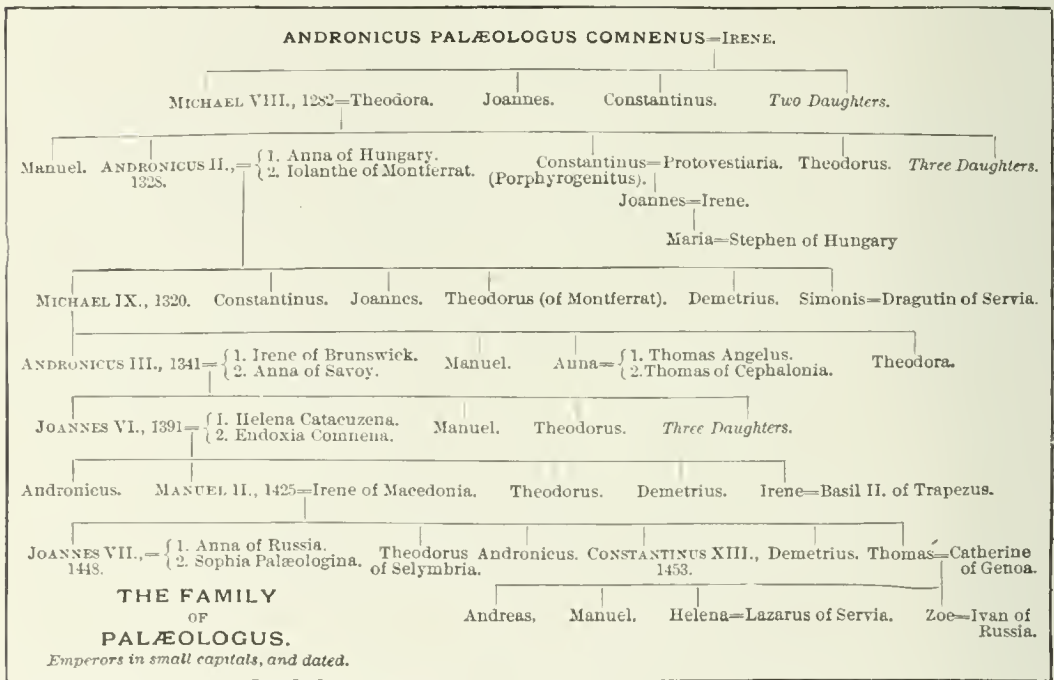 ANDRONICUS PALÆOLOGUS COMNENUS=IRENE.
MICHAEL VIII., 1282=Theodora. Joannes. Constantinus. Two Daughters.
Manuel. ANDRONICUS II., 1328.= { 1. Anna of Hungary. 2. Iolanthe of Montferrat. Constantinus=Protovestiaria. (Porphyrogenitus). Theodorus. Three Daughters.
Joannes=Irene.
Maria=Stephen of Hungary
MICHAEL IX., 1320. Constantinus. Joannes. Theodorus (of Montferrat). Demetrius. Simonis=Dragutin of Servia.
ANDRONICUS III., 1341= { 1. Irene of Brunswick. 2. Anna of Savoy. Manuel. Anna= { 1. Thomas Angelus. 2.Thomas of Cephalonia. Theodora.
JOANNES VI., 1391= { 1. Helena Catacuzena. 2. Endoxia Comnena. Manuel. Theodorus. Three Daughters.
Andronicus. MANUEL II., 1425=Irene of Macedonia. Theodorus. Demetrius. Irene=Basil II. of Trapezus.
JOANNES VII., 1448.= { 1. Anna of Russia. 2. Sophia Palæologina. Theodorus of Selymbria. Andronicus. CONSTANTINUS XIII., 1453. Demetrius. Thomas=Catherine of Genoa.
Andreas, Manuel. Helena=Lazarus of Servia. Zoe=Ivan of Russia.
THE FAMILY
OF
PALÆOLOGUS.
Emperors in small capitals, and dated.